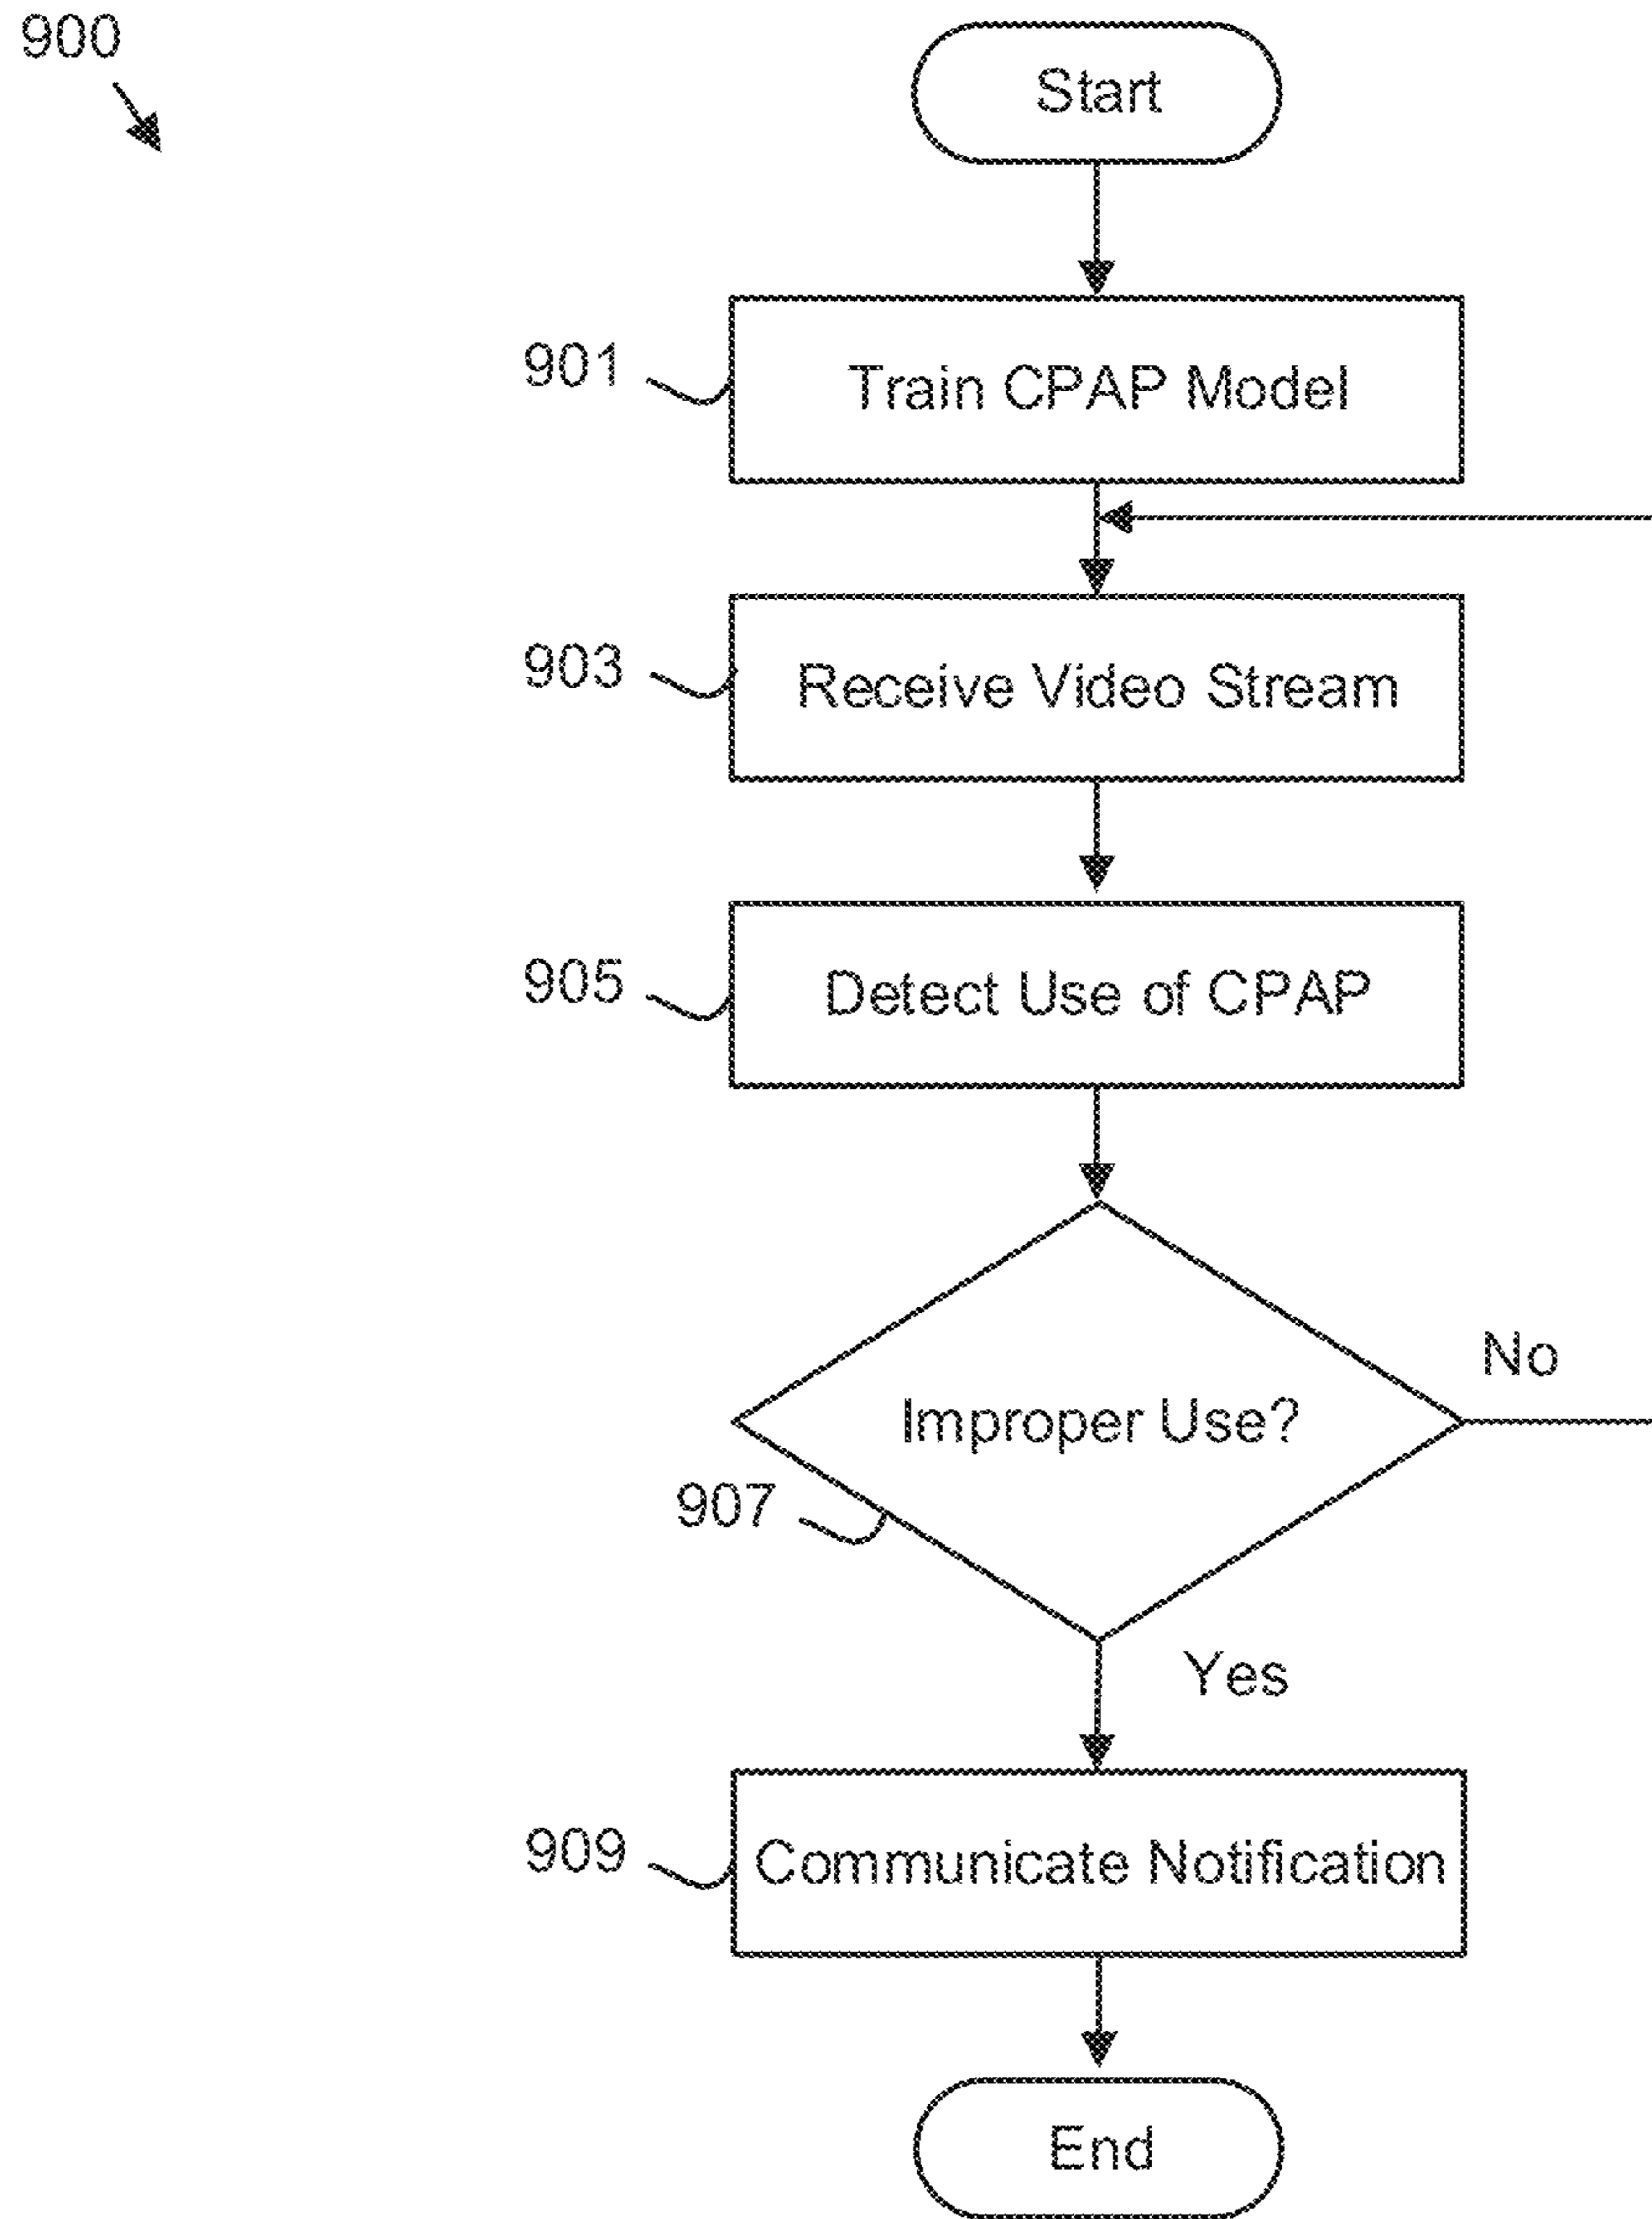 900
Start
901
Train CPAP Model
903
Receive Video Stream
905
Detect Use of CPAP
No
Improper Use?
907
Yes
909
Communicate Notification
End